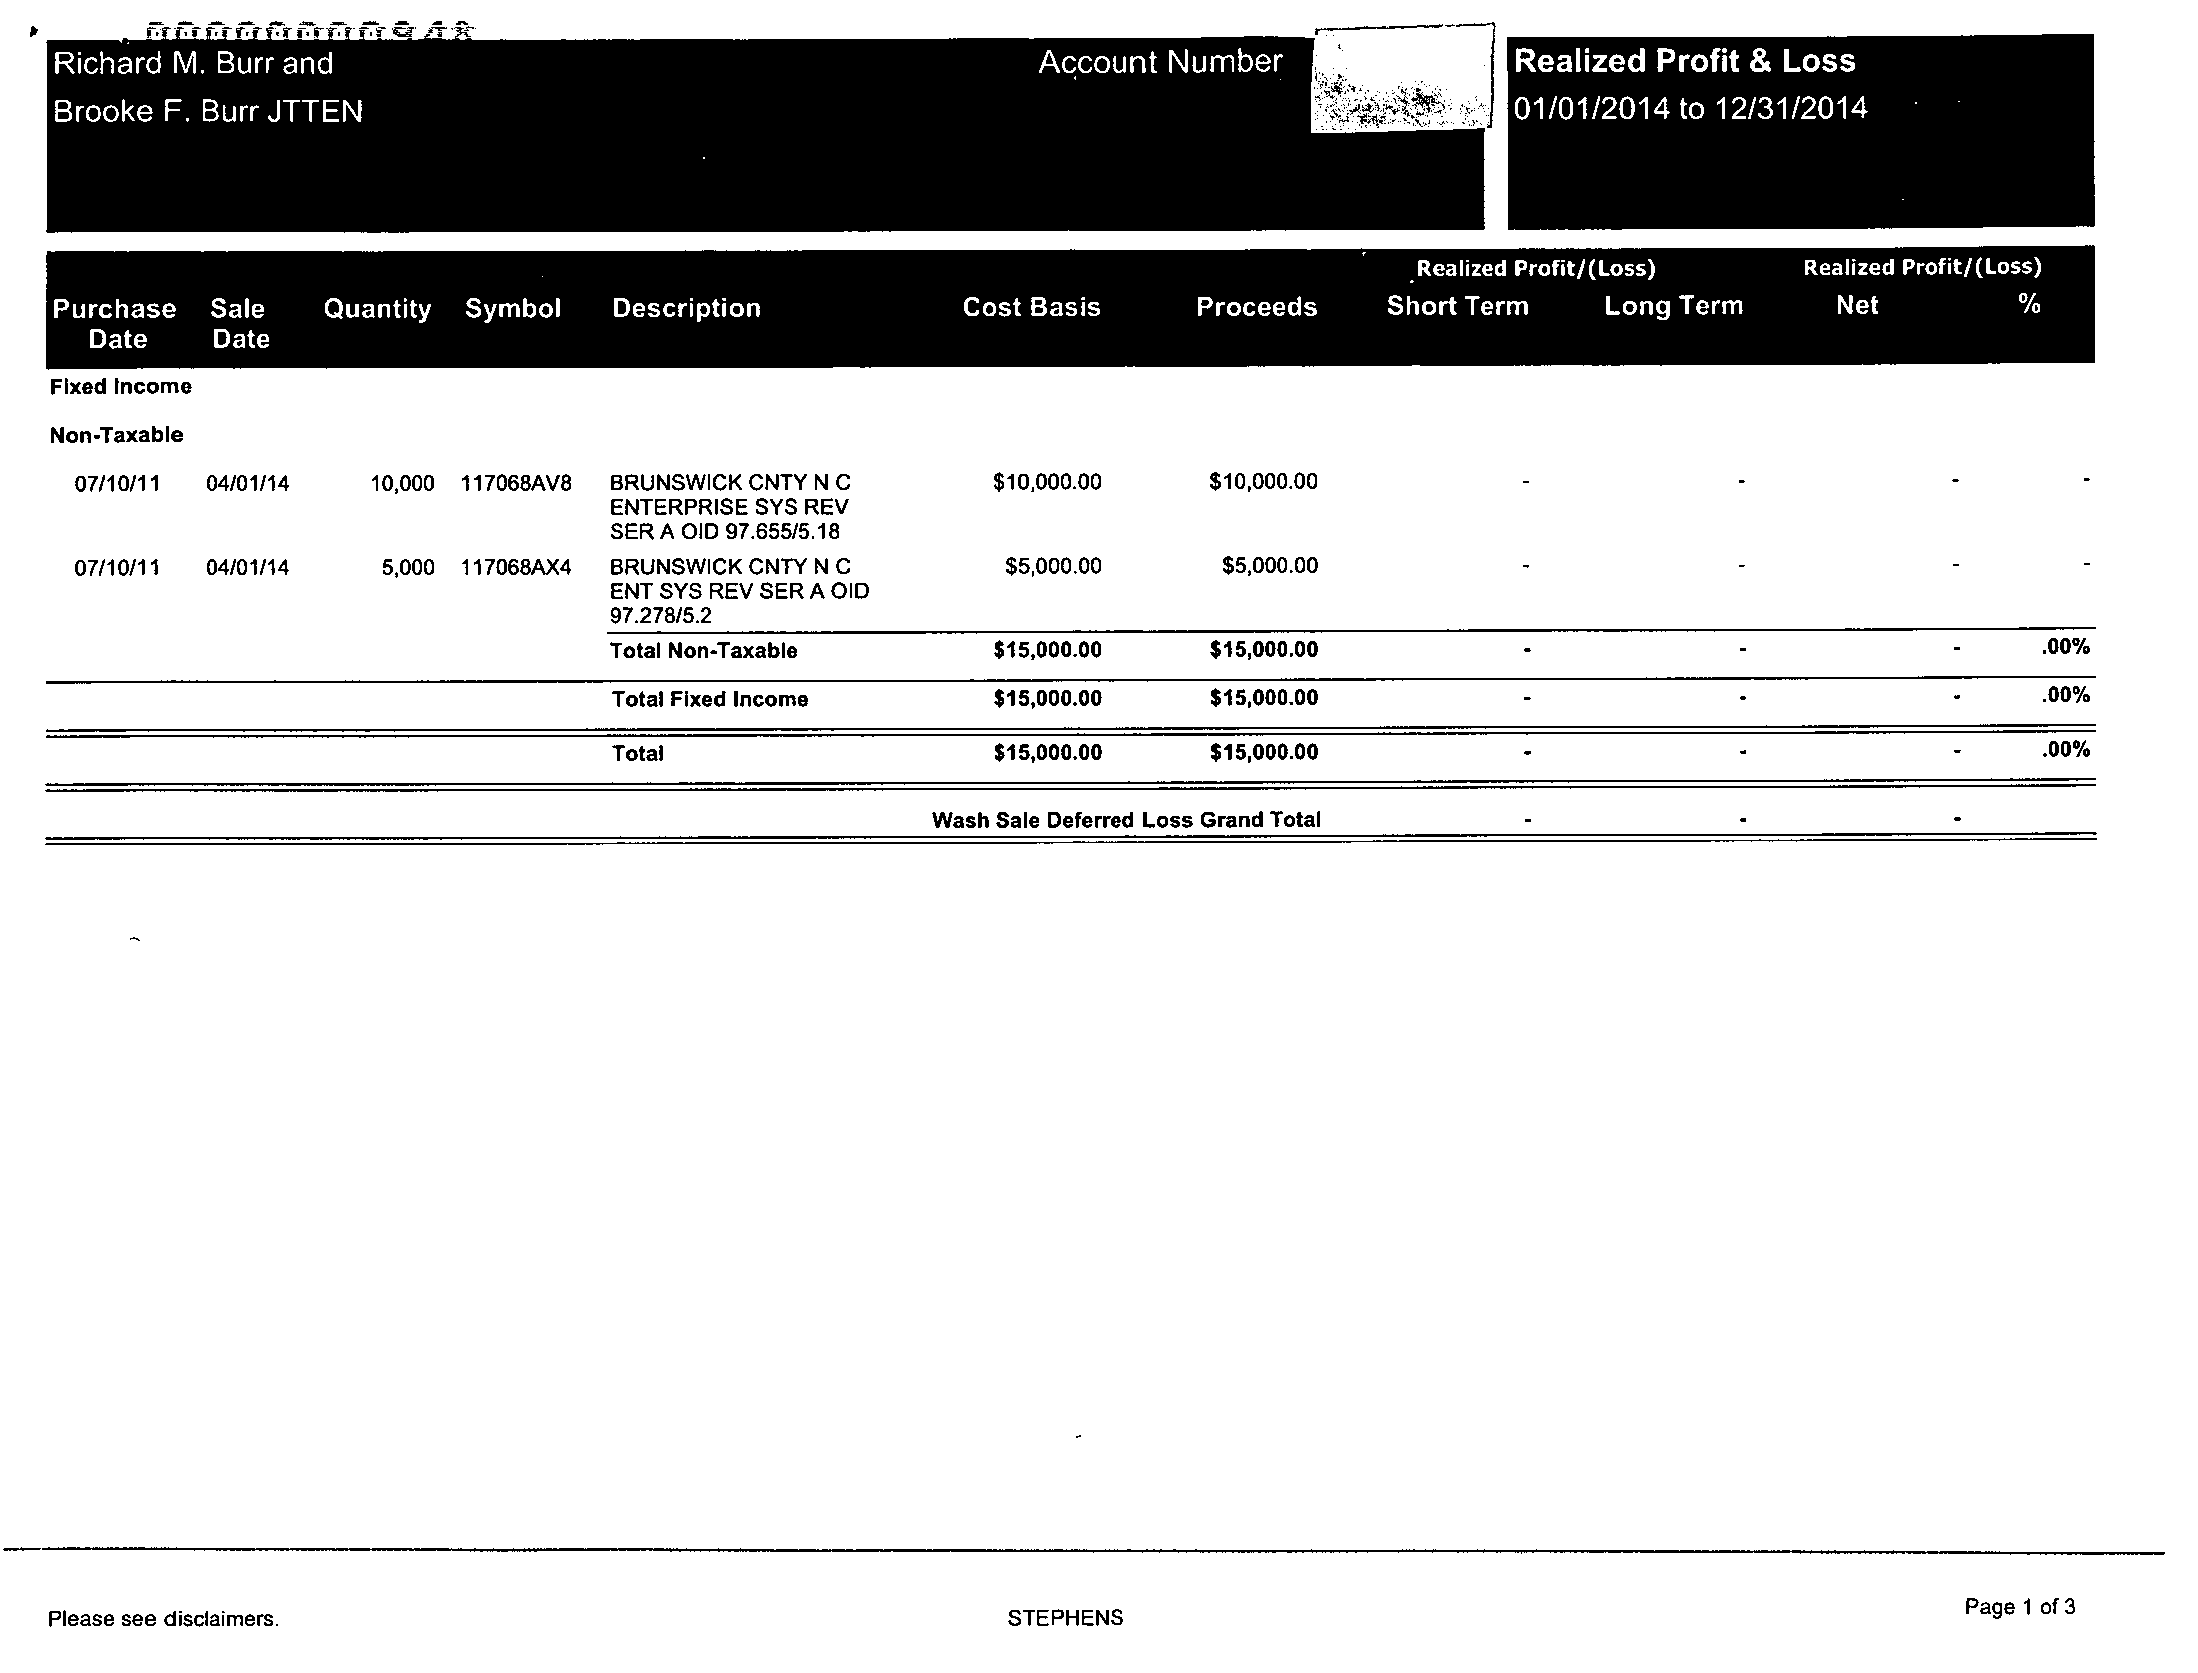 Richard M. Burr and
Brooke F. Burr JTTEN
Account Number
Realized Profit & Loss
01/01/2014 to 12/31/2014
Realized Profit/(Loss) Realized Profit/(Loss)
Purchase Date Sale Date Quantity Symbol Description Cost Basis Proceeds Short Term Long Term Net %
Fixed Income
Non-Taxable
07/10/11 04/01/14 10,000 117068AV8 BRUNSWICK CNTY N C $10,000.00 $10,000.00 - - - -
ENTERPRISE SYS REV
SER A OID 97.655/5.18
07/10/11 04/01/14 5,000 117068AX4 BRUNSWICK CNTY N C $5,000.00 $5,000.00 - - - -
ENT SYS REV SER A OID
97.278/5.2
Total Non-Taxable $15,000.00 $15,000.00 - - - .00%
Total Fixed Income $15,000.00 $15,000.00 - - - .00%
Total $15,000.00 $15,000.00 - - - .00%
Wash Sale Deferred Loss Grand Total - - -
Please see disclaimers. STEPHENS Page 1 of 3